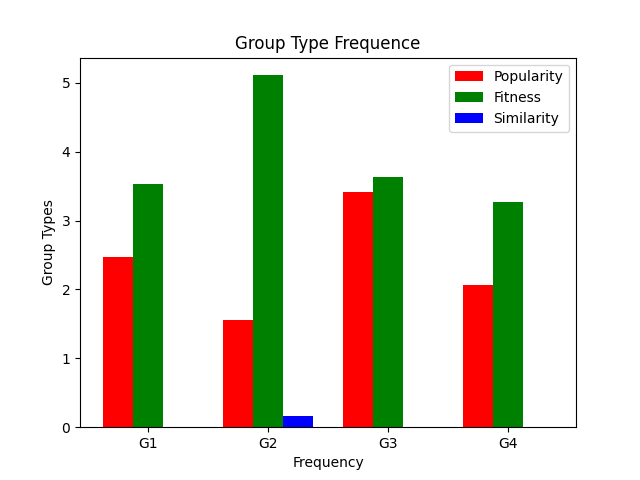 Group Type Frequence
Popularity
Fitness
Similarity
5
4
3
2
1
0
Group Types
G1 G2 G3 G4
Frequency